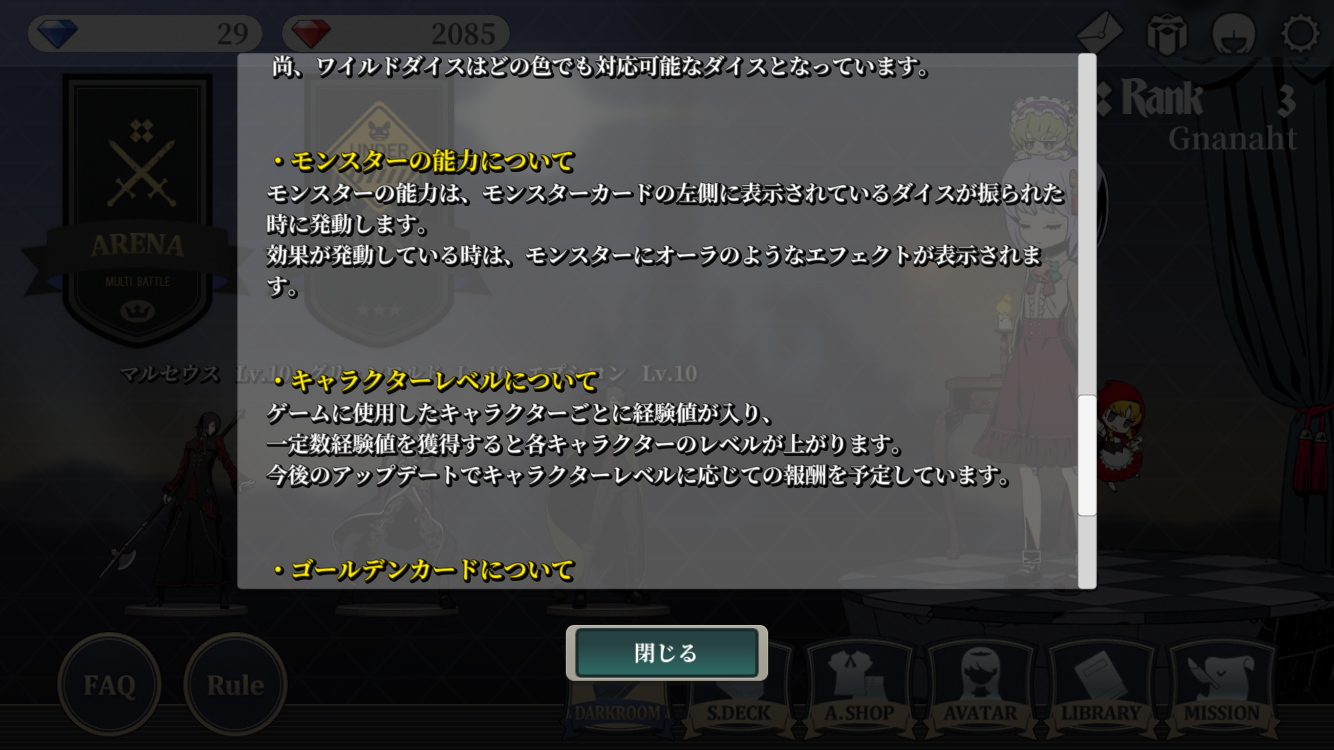 29
2085
尚、ワイルドダイスはどの色でも対応可能なダイスとなっています。
Rank 3
Gnanaht
UNDER
・モンスターの能力について
モンスターの能力は、モンスターカードの左側に表示されているダイスが振られた
時に発動します。
効果が発動している時は、モンスターにオーラのようなエフェクトが表示されま
す。
ARENA
MULTI BATTLE
マルセウス Lv.10
Lv.10
・キャラクターレベルについて
ゲームに使用したキャラクターごとに経験値が入り、
一定数経験値を獲得すると各キャラクターのレベルが上がります。
今後のアップデートでキャラクターレベルに応じての報酬を予定しています。
・ゴールデンカードについて
閉じる
FAQ
Rule
DARKROOM
S.DECK
A.SHOP
AVATAR
LIBRARY
MISSION